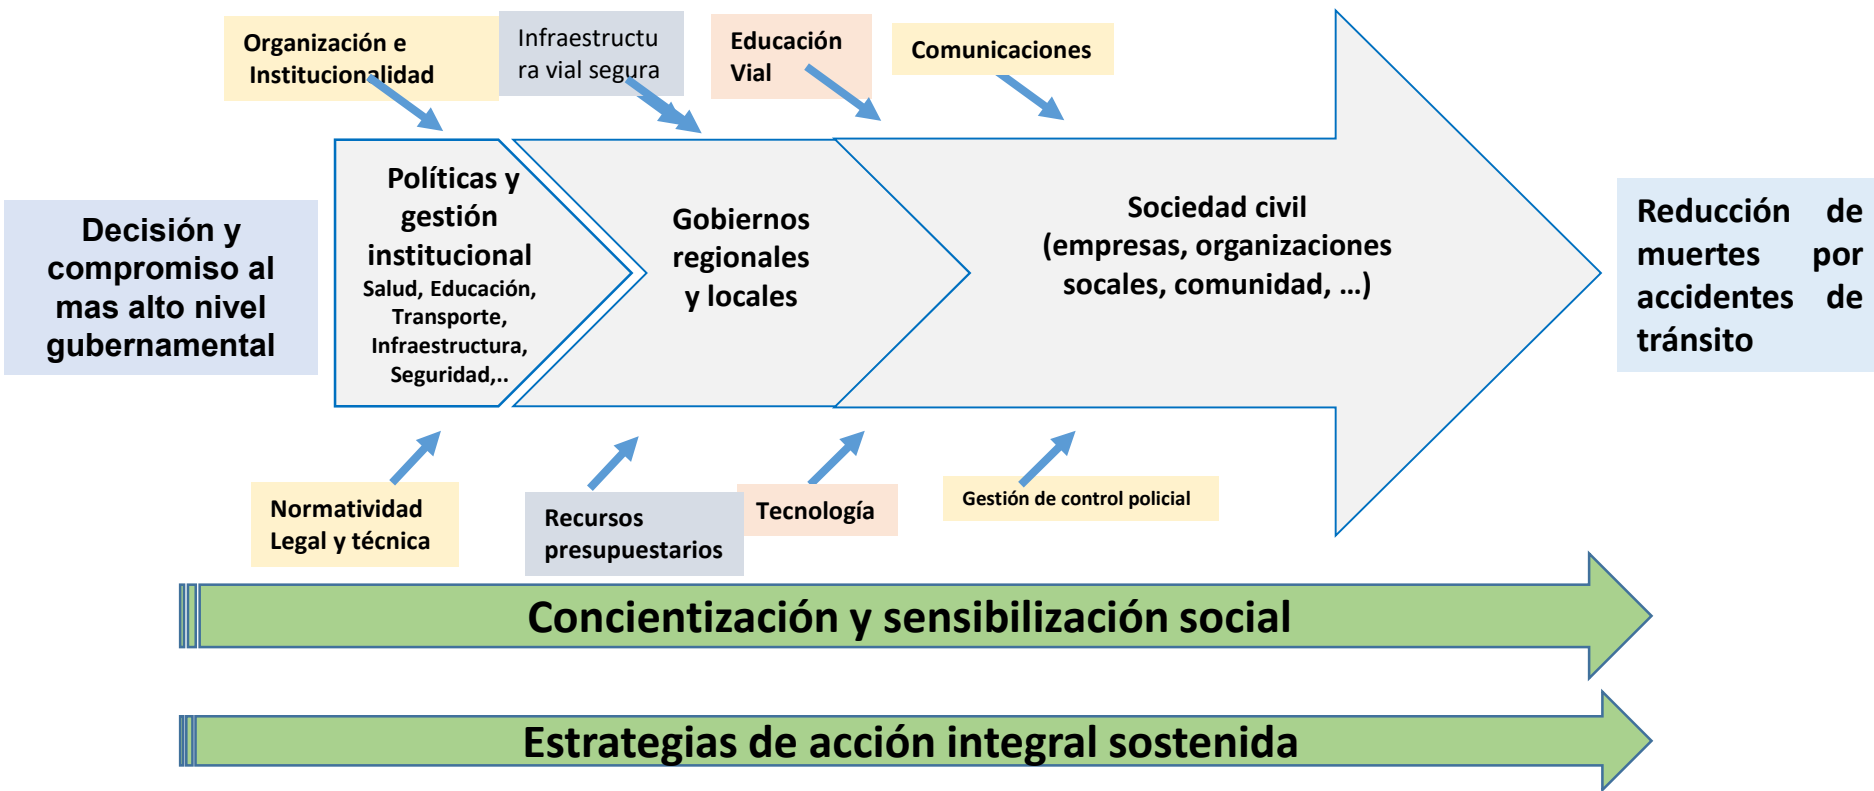 Organización e
Institucionalidad
Infraestructu
ra vial segura
Educación
Vial
Comunicaciones
Decisión y
compromiso al
mas alto nivel
gubernamental
Políticas y
gestión
institucional
Salud, Educación,
Transporte,
Infraestructura,
Seguridad,..
Gobiernos
regionales
y locales
Sociedad civil
(empresas, organizaciones
socales, comunidad, ...)
Reducción de
muertes por
accidentes de
tránsito
Normatividad
Legal y técnica
Recursos
presupuestarios
Tecnología
Gestión de control policial
Concientización y sensibilización social
Estrategias de acción integral sostenida